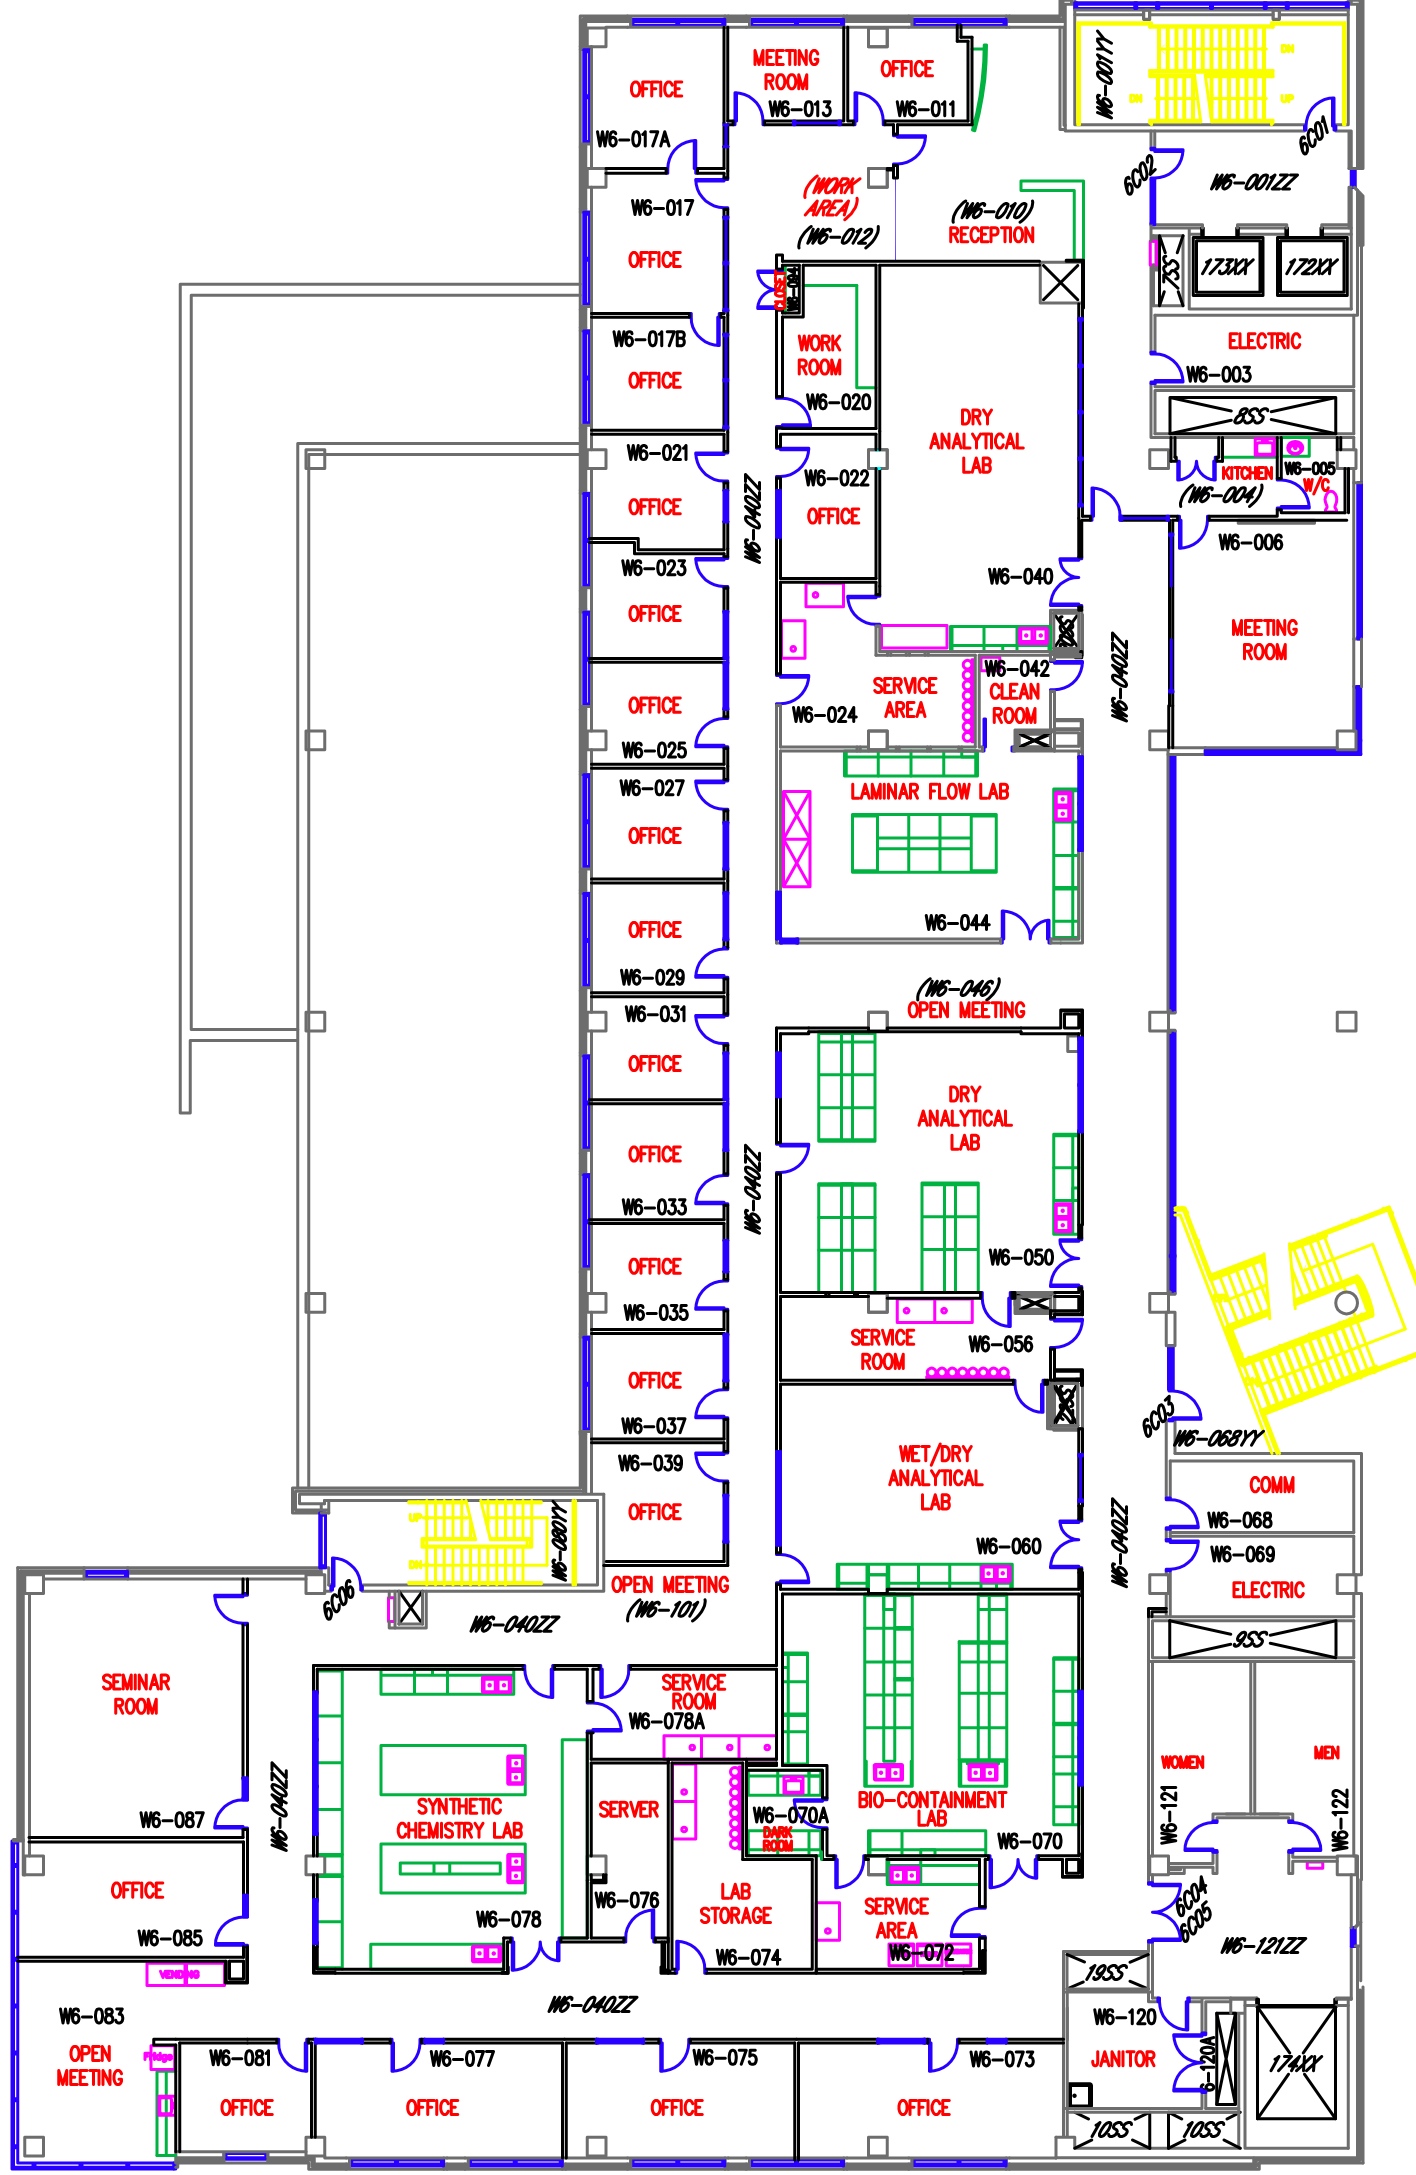 W6-001YY
DN
DN
UP
MEETING
ROOM
W6-013
OFFICE
W6-011
OFFICE
W6-017A
6C01
6C02
W6-001ZZ
(WORK
AREA)
(W6-012)
(W6-010)
RECEPTION
W6-017
OFFICE
7SS
173XX
172XX
CLOSET
W6-094
W6-017B
OFFICE
WORK
ROOM
W6-020
ELECTRIC
W6-003
8SS
DRY
ANALYTICAL
LAB
W6-040
W6-021
OFFICE
W6-040ZZ
W6-022
OFFICE
KITCHEN
(W6-004)
W6-005
W/C
W6-006
MEETING
ROOM
W6-023
OFFICE
W6-040ZZ
OFFICE
W6-025
W6-024
SERVICE
AREA
W6-042
CLEAN
ROOM
W6-027
OFFICE
LAMINAR FLOW LAB
W6-044
OFFICE
W6-029
(W6-046)
OPEN MEETING
W6-031
OFFICE
DRY
ANALYTICAL
LAB
W6-050
OFFICE
W6-033
W6-040ZZ
OFFICE
W6-035
SERVICE
ROOM
W6-056
OFFICE
W6-037
6C03
W6-068YY
W6-039
OFFICE
WET/DRY
ANALYTICAL
LAB
W6-060
W6-040ZZ
COMM
W6-068
W6-069
ELECTRIC
9SS
UP
DN
W6-080YY
6C06
OPEN MEETING
(W6-101)
W6-040ZZ
SEMINAR
ROOM
W6-087
W6-040ZZ
SERVICE
ROOM
W6-078A
SYNTHETIC
CHEMISTRY LAB
W6-078
SERVER
W6-076
LAB
STORAGE
W6-074
W6-070A
DARK
ROOM
BIO-CONTAINMENT
LAB
W6-070
SERVICE
AREA
W6-072
WOMEN
W6-121
MEN
W6-122
6C04
6C05
W6-121ZZ
OFFICE
W6-085
VENDING
W6-083
OPEN
MEETING
Fridge
W6-040ZZ
W6-081
OFFICE
W6-077
OFFICE
W6-075
OFFICE
W6-073
OFFICE
19SS
W6-120
JANITOR
6-120A
174XX
10SS
10SS